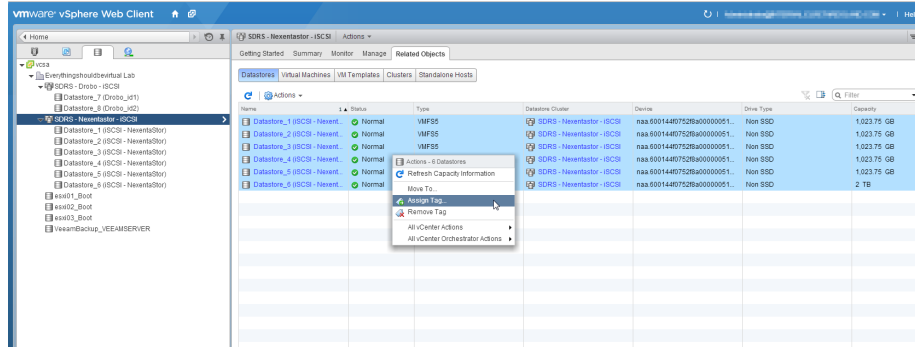 vmware® vSphere Web Client
Hel
Home
SDRS - Nexentastor - iSCSI Actions
Getting Started Summary Monitor Manage Related Objects
vcsa
Everythingshouldbevirtual Lab
SDRS - Drobo - iSCSI
Datastore_7 (Drobo_id1)
Datastore_8 (Drobo_id2)
SDRS - Nexentastor - iSCSI
Datastore_1 (iSCSI - NexentaStor)
Datastore_2 (iSCSI - NexentaStor)
Datastore_3 (iSCSI - NexentaStor)
Datastore_4 (iSCSI - NexentaStor)
Datastore_5 (iSCSI - NexentaStor)
Datastore_6 (iSCSI - NexentaStor)
esxi01_Boot
esxi02_Boot
esxi03_Boot
VeeamBackup_VEEAMSERVER
Datastores Virtual Machines VM Templates Clusters Standalone Hosts
Actions Filter
Name 1 Status Type Datastore Cluster Device Drive Type Capacity
Datastore_1 (iSCSI - Nexent... Normal VMFS5 SDRS - Nexentastor - iSCSI naa.600144f0752f8a00000051... Non SSD 1,023.75 GB
Datastore_2 (iSCSI - Nexent... Normal VMFS5 SDRS - Nexentastor - iSCSI naa.600144f0752f8a00000051... Non SSD 1,023.75 GB
Datastore_3 (iSCSI - Nexent... Normal VMFS5 SDRS - Nexentastor - iSCSI naa.600144f0752f8a00000051... Non SSD 1,023.75 GB
Datastore_4 (iSCSI - Nexent... Normal SDRS - Nexentastor - iSCSI naa.600144f0752f8a00000051... Non SSD 1,023.75 GB
Datastore_5 (iSCSI - Nexent... Normal SDRS - Nexentastor - iSCSI naa.600144f0752f8a00000051... Non SSD 1,023.75 GB
Datastore_6 (iSCSI - Nexent... Normal SDRS - Nexentastor - iSCSI naa.600144f0752f8a00000051... Non SSD 2 TB
Actions - 6 Datastores
Refresh Capacity Information
Move To...
Assign Tag...
Remove Tag
All vCenter Actions
All vCenter Orchestrator Actions